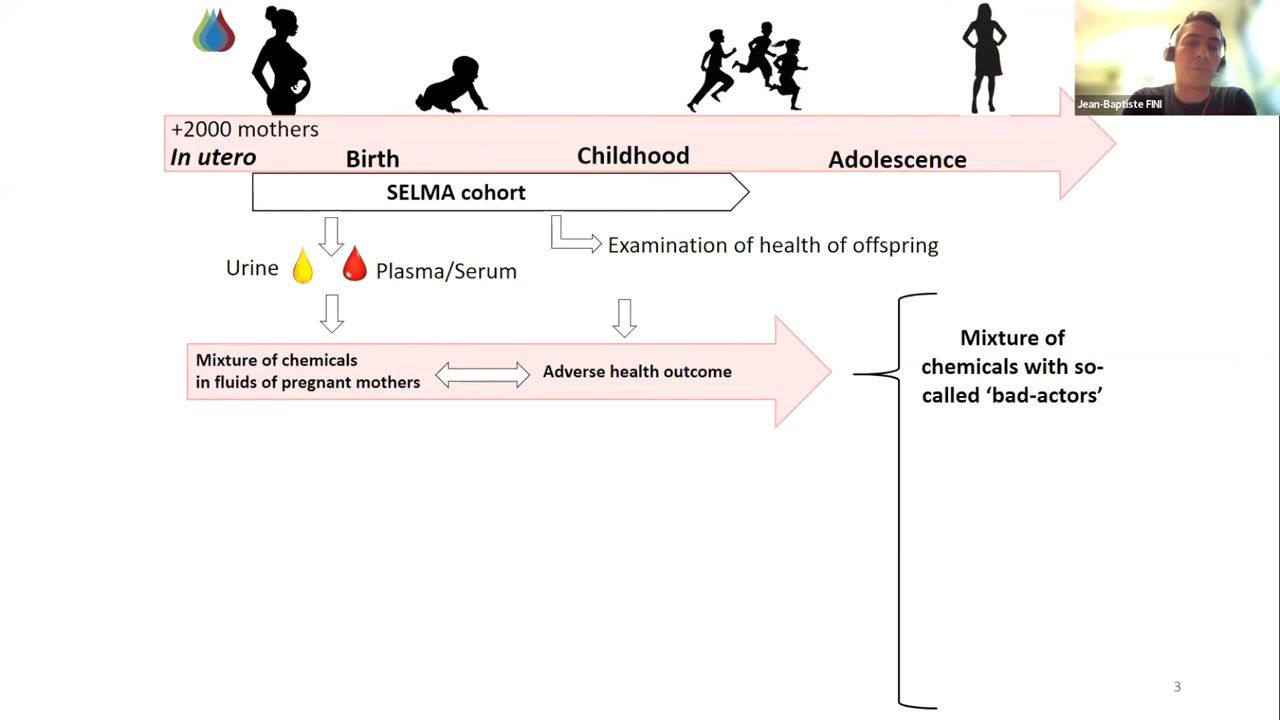 Jean-Baptiste FINI
+2000 mothers
In utero
Birth
Childhood
Adolescence
SELMA cohort
Urine
Plasma/Serum
Examination of health of offspring
Mixture of chemicals
in fluids of pregnant mothers
Adverse health outcome
Mixture of
chemicals with so-
called ‘bad-actors’
3